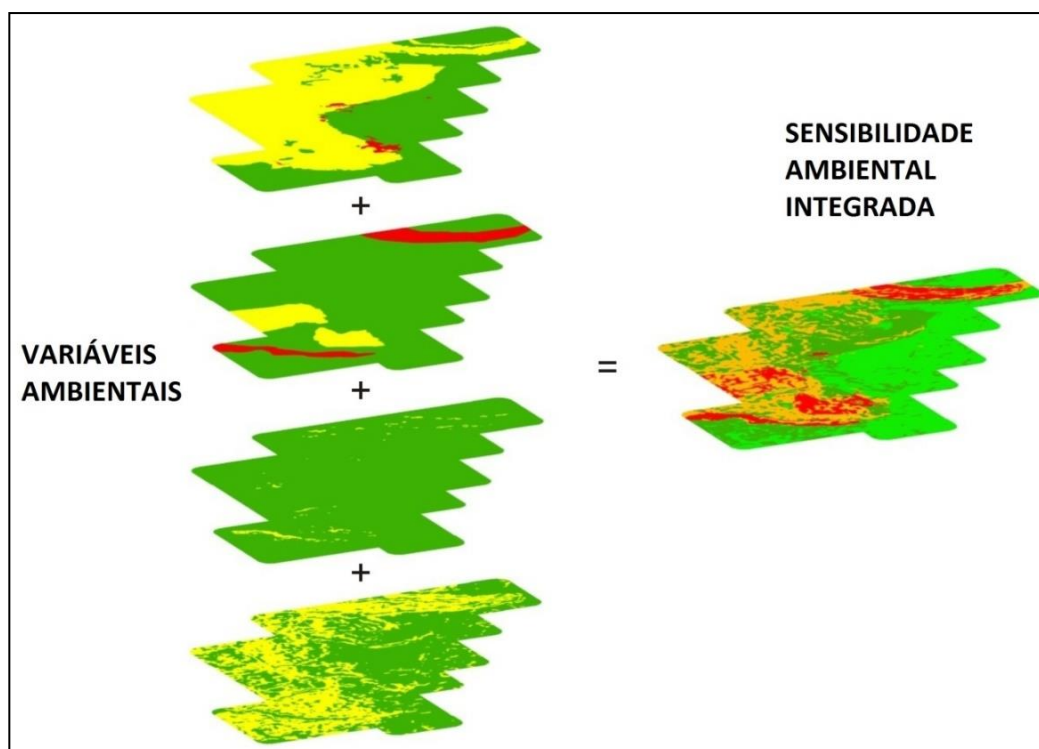 SENSIBILIDADE
AMBIENTAL
INTEGRADA
+
VARIÁVEIS
AMBIENTAIS
+
=
+